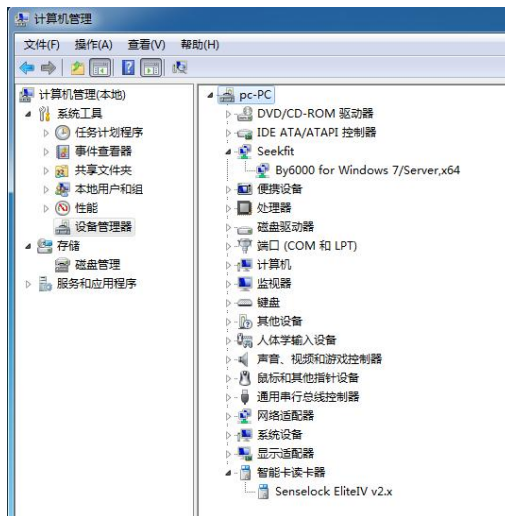 计算机管理
文件(F) 操作(A) 查看(V) 帮助(H)
计算机管理(本地)
系统工具
任务计划程序
事件查看器
共享文件夹
本地用户和组
性能
设备管理器
存储
磁盘管理
服务和应用程序
pc-PC
DVD/CD-ROM 驱动器
IDE ATA/ATAPI 控制器
Seekfit
By6000 for Windows 7/Server,x64
便携设备
处理器
磁盘驱动器
端口 (COM 和 LPT)
计算机
监视器
键盘
其他设备
人体学输入设备
声音、视频和游戏控制器
鼠标和其他指针设备
通用串行总线控制器
网络适配器
系统设备
显示适配器
智能卡读卡器
Senselock EliteIV v2.x